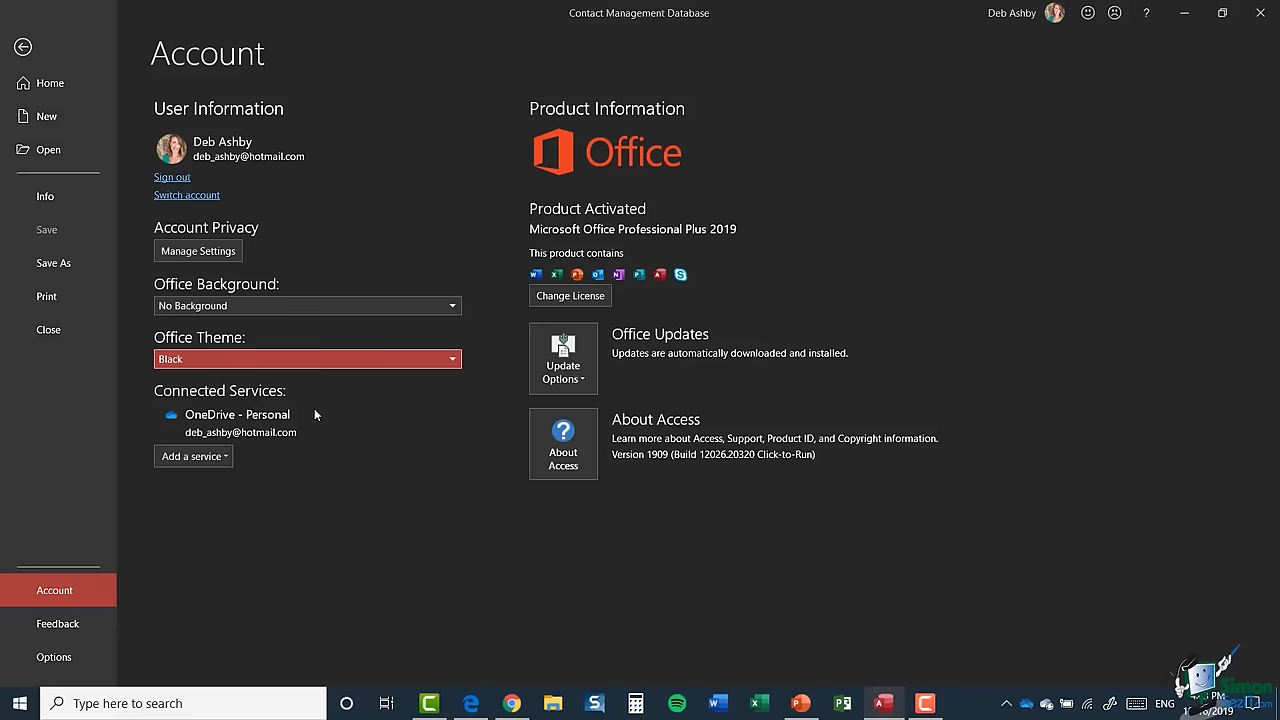 Contact Management Database
Deb Ashby
?
Account
Home
New
Open
Info
Save
Save As
Print
Close
Account
Feedback
Options
User Information
Deb Ashby
deb_ashby@hotmail.com
Sign out
Switch account
Account Privacy
Manage Settings
Office Background:
No Background
Office Theme:
Black
Connected Services:
OneDrive - Personal
deb_ashby@hotmail.com
Add a service
Product Information
Office
Product Activated
Microsoft Office Professional Plus 2019
This product contains
Change License
Update
Options
Office Updates
Updates are automatically downloaded and installed.
About
Access
About Access
Learn more about Access, Support, Product ID, and Copyright information.
Version 1909 (Build 12026.20320 Click-to-Run)
Type here to search
ENG
PM
Simon